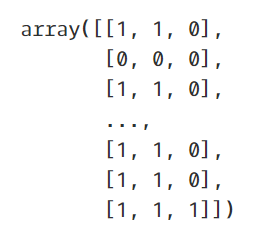 array([[1, 1, 0],
       [0, 0, 0],
       [1, 1, 0],
       ...,
       [1, 1, 0],
       [1, 1, 0],
       [1, 1, 1]])